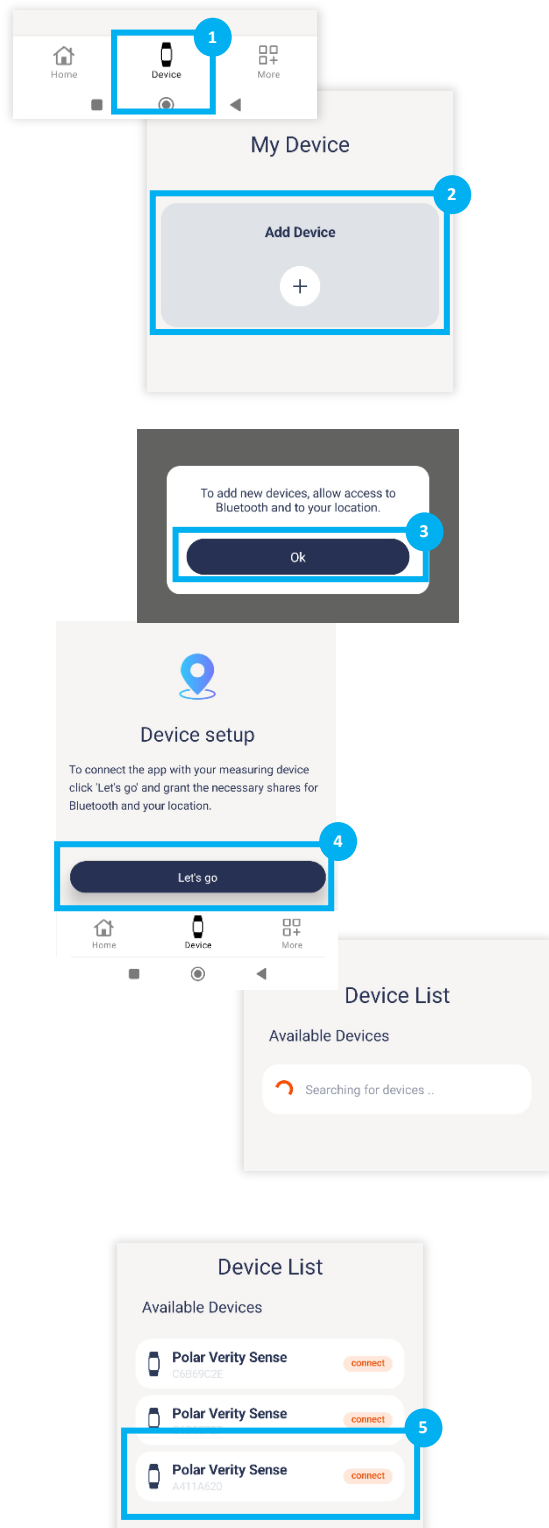 1
Home
Device
More
My Device
2
Add Device
To add new devices, allow access to
Bluetooth and to your location.
3
Ok
Device setup
To connect the app with your measuring device
click 'Let's go' and grant the necessary shares for
Bluetooth and your location.
4
Let's go
Home
Device
More
Device List
Available Devices
Searching for devices ..
Device List
Available Devices
Polar Verity Sense
connect
C6B69C2E
Polar Verity Sense
connect
5
Polar Verity Sense
connect
A411A620